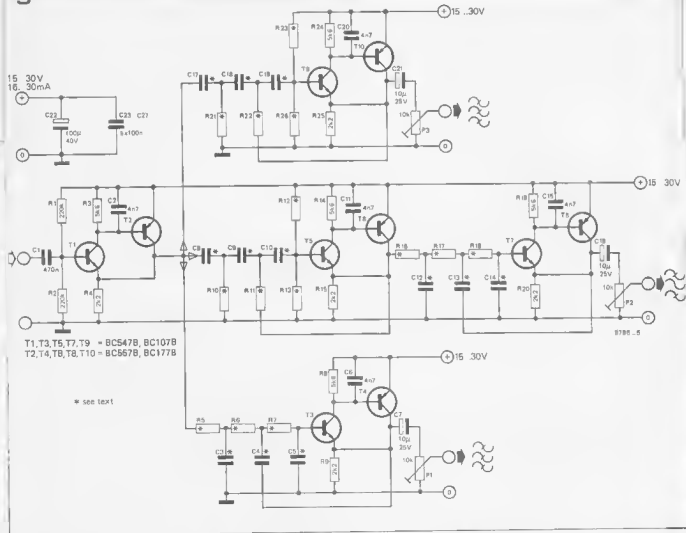 15 ..30V
R23
R24
5k6
C20
4n7
T10
T9
C17
C18
C19
C21
10µ
25V
R21
R22
R26
R25
2k2
10k
P3
0
15 30V
16. 30mA
C22
100µ
40V
C23 C27
5x100n
0
15 30V
R1
220k
R3
5k6
C2
4n7
T2
R12
R14
5k6
C11
4n7
R19
5k6
C15
4n7
C1
470n
T1
C8
C9
C10
T5
R16
R17
R18
T7
C16
10µ
25V
R2
220k
R4
2k2
R10
R11
R13
R15
2k2
C12
C13
C14
R20
2k2
10k
P2
0
9786 - 5
T1, T3, T5, T7, T9 = BC547B, BC107B
T2, T4, T6, T8, T10 = BC557B, BC177B
* see text
15 .30V
R8
5k6
C6
4n7
T4
R5
R6
R7
T3
C7
10µ
25V
C3
C4
C5
R9
2k2
10k
P1
0